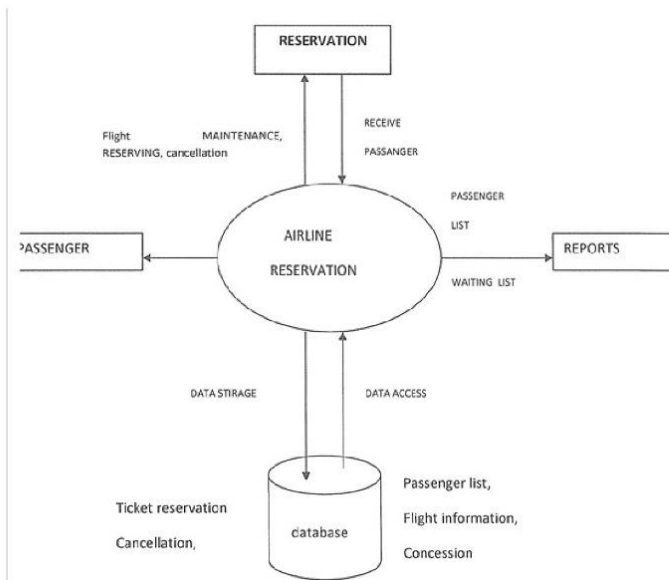 RESERVATION
Flight MAINTENANCE,
RESERVING, cancellation
RECEIVE
PASSANGER
PASSENGER
LIST
AIRLINE
RESERVATION
PASSENGER
REPORTS
WAITING LIST
DATA STIRAGE
DATA ACCESS
Ticket reservation
Cancellation,
database
Passenger list,
Flight information,
Concession